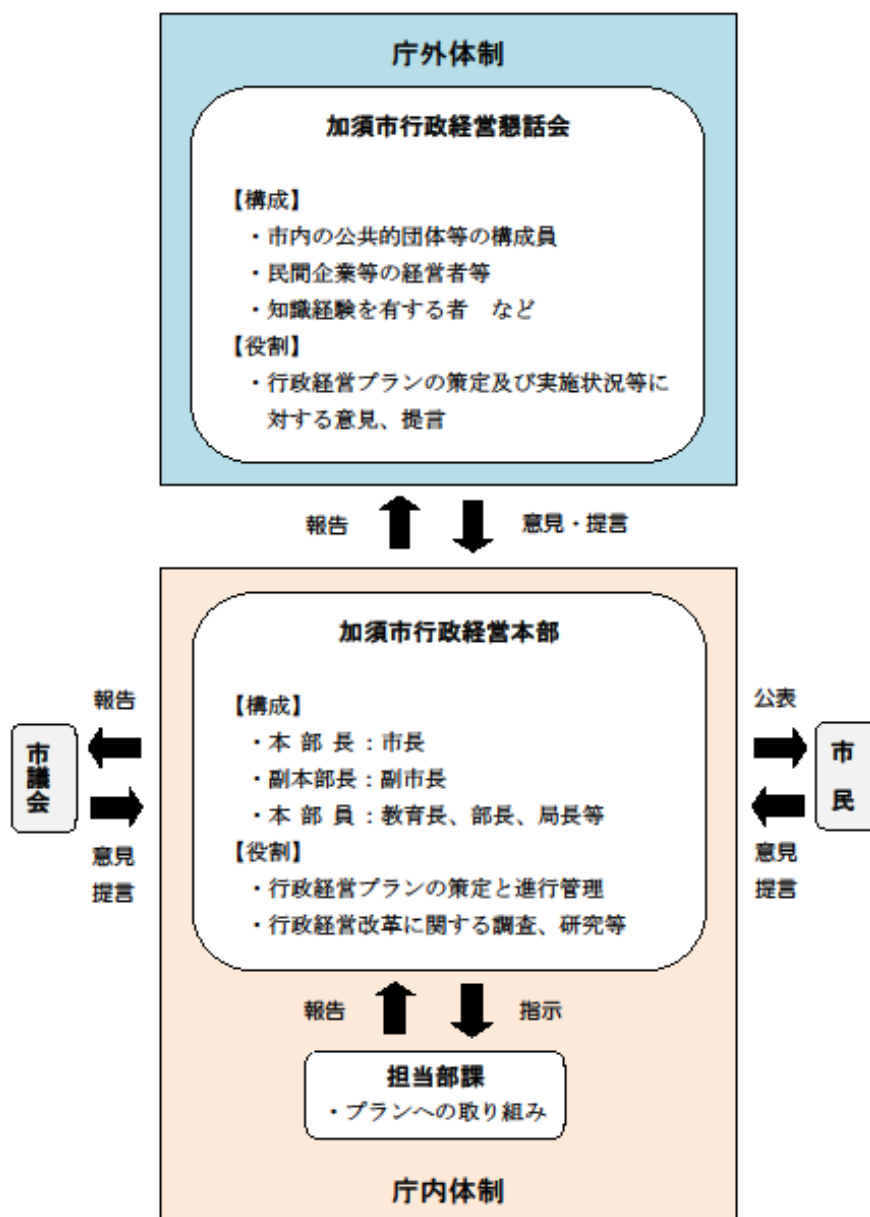 庁外体制
加須市行政経営懇話会
【構成】
・市内の公共的団体等の構成員
・民間企業等の経営者等
・知識経験を有する者　など
【役割】
・行政経営プランの策定及び実施状況等に
対する意見、提言
報告
意見・提言
加須市行政経営本部
【構成】
・本 部 長：市長
・副本部長：副市長
・本 部 員：教育長、部長、局長等
【役割】
・行政経営プランの策定と進行管理
・行政経営改革に関する調査、研究等
報告
市議会
意見
提言
公表
市民
意見
提言
報告
指示
担当部課
・プランへの取り組み
庁内体制